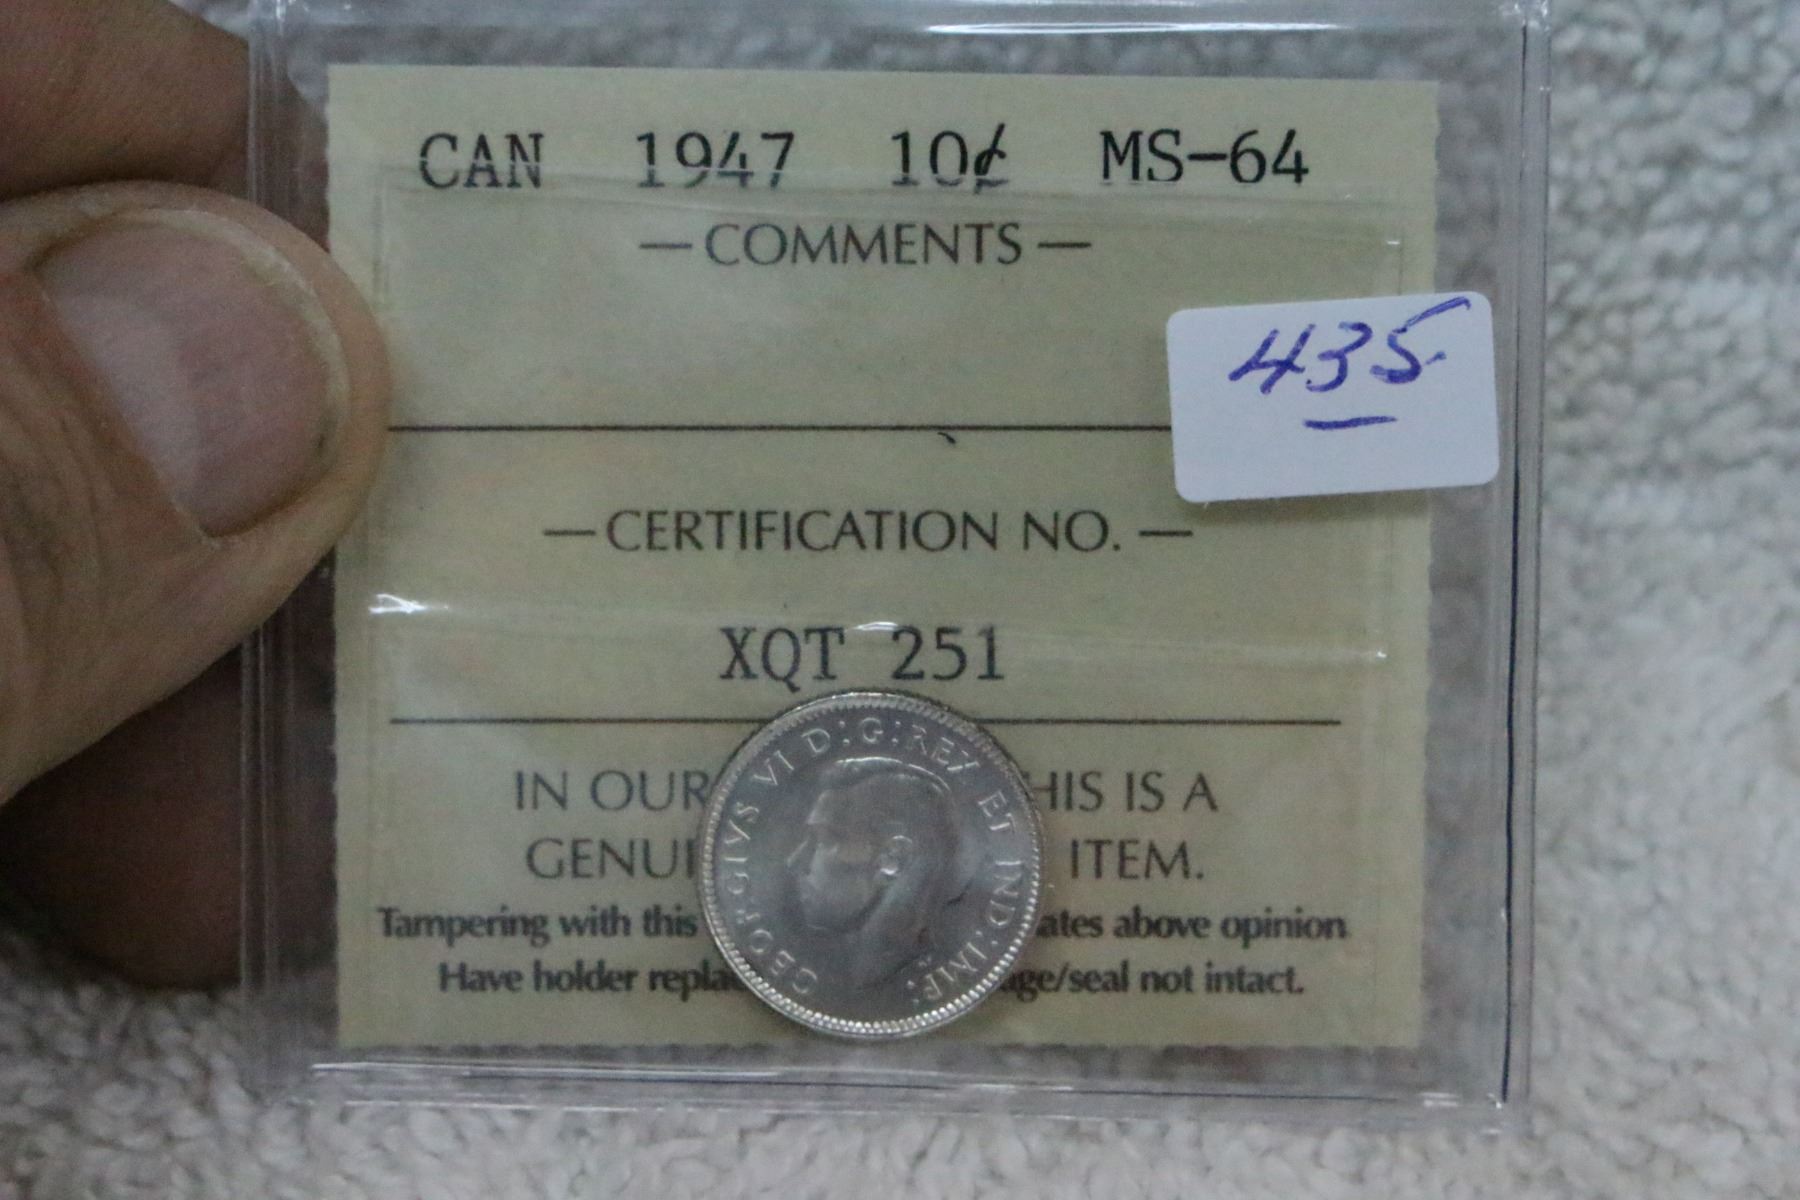 CAN 1947 10¢ MS-64
— COMMENTS —
435.
— CERTIFICATION NO. —
XQT 251
IN OUR HIS IS A
GENUI ITEM.
Tampering with this ates above opinion
Have holder repla ge/seal not intact.
GEORGIVS VI D:G:REX ET IND:IMP: